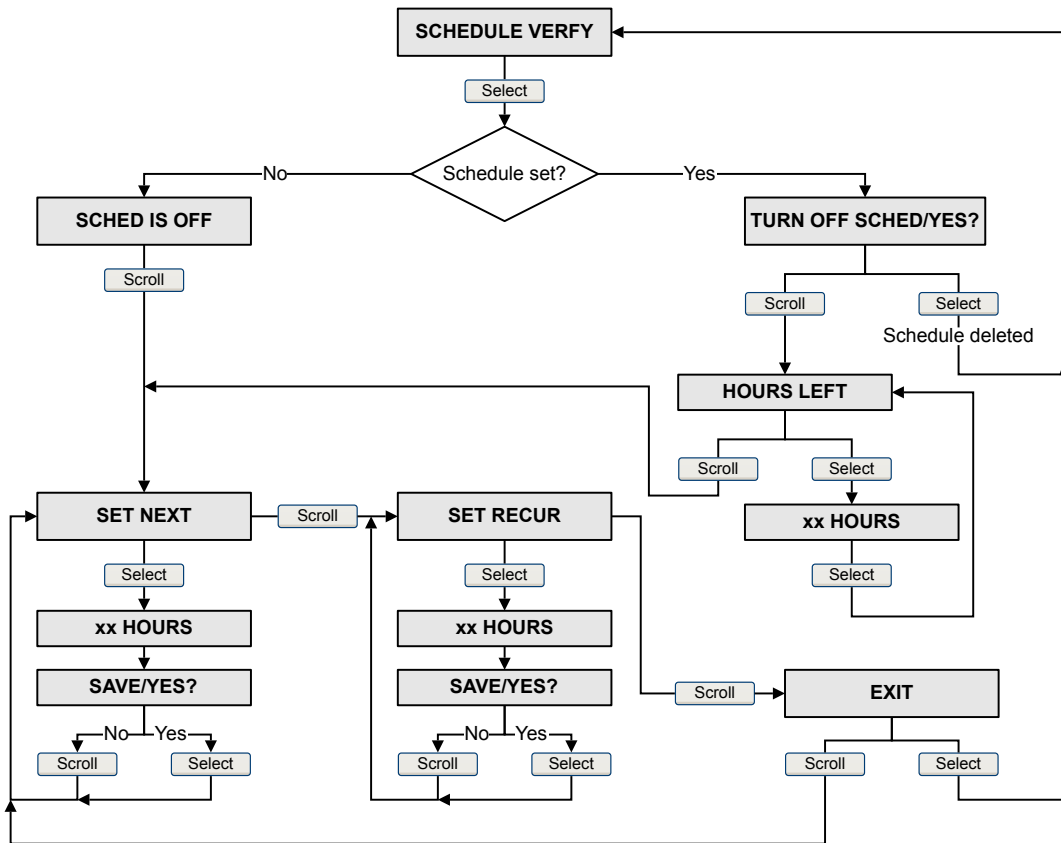 SCHEDULE VERFY
Select
Schedule set?
No
Yes
SCHED IS OFF
TURN OFF SCHED/YES?
Scroll
Scroll
Select
Schedule deleted
HOURS LEFT
Scroll
Select
SET NEXT
Scroll
SET RECUR
xx HOURS
Select
Select
Select
xx HOURS
xx HOURS
SAVE/YES?
SAVE/YES?
Scroll
EXIT
No
Yes
No
Yes
Scroll
Select
Scroll
Select
Scroll
Select